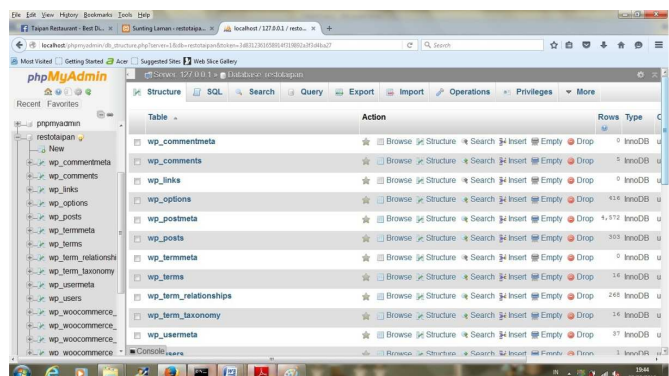 File Edit View History Bookmarks Tools Help
Taipan Restaurant - Best Di... × Sunting Laman ‹ restotaipa... × localhost / 127.0.0.1 / resto... × +
Search
Most Visited Getting Started Acer Suggested Sites Web Slice Gallery
phpMyAdmin
Recent Favorites
phpmyadmin
restotaipan
New
wp_commentmeta
wp_comments
wp_links
wp_options
wp_posts
wp_termmeta
wp_terms
wp_term_relationshi
wp_term_taxonomy
wp_usermeta
wp_users
wp_woocommerce_
wp_woocommerce_
wp_woocommerce
Server: 127.0.0.1 » Database: restotaipan
Structure SQL Search Query Export Import Operations Privileges More
Table Action Rows Type
wp_commentmeta Browse Structure Search Insert Empty Drop 0 InnoDB u
wp_comments Browse Structure Search Insert Empty Drop 5 InnoDB u
wp_links Browse Structure Search Insert Empty Drop 0 InnoDB u
wp_options Browse Structure Search Insert Empty Drop 416 InnoDB u
wp_postmeta Browse Structure Search Insert Empty Drop 4,572 InnoDB u
wp_posts Browse Structure Search Insert Empty Drop 503 InnoDB u
wp_termmeta Browse Structure Search Insert Empty Drop 0 InnoDB u
wp_terms Browse Structure Search Insert Empty Drop 16 InnoDB u
wp_term_relationships Browse Structure Search Insert Empty Drop 268 InnoDB u
wp_term_taxonomy Browse Structure Search Insert Empty Drop 16 InnoDB u
wp_usermeta Browse Structure Search Insert Empty Drop 37 InnoDB u
Console Browse Structure Search Insert Empty Drop 1 InnoDB u
IN 19:44